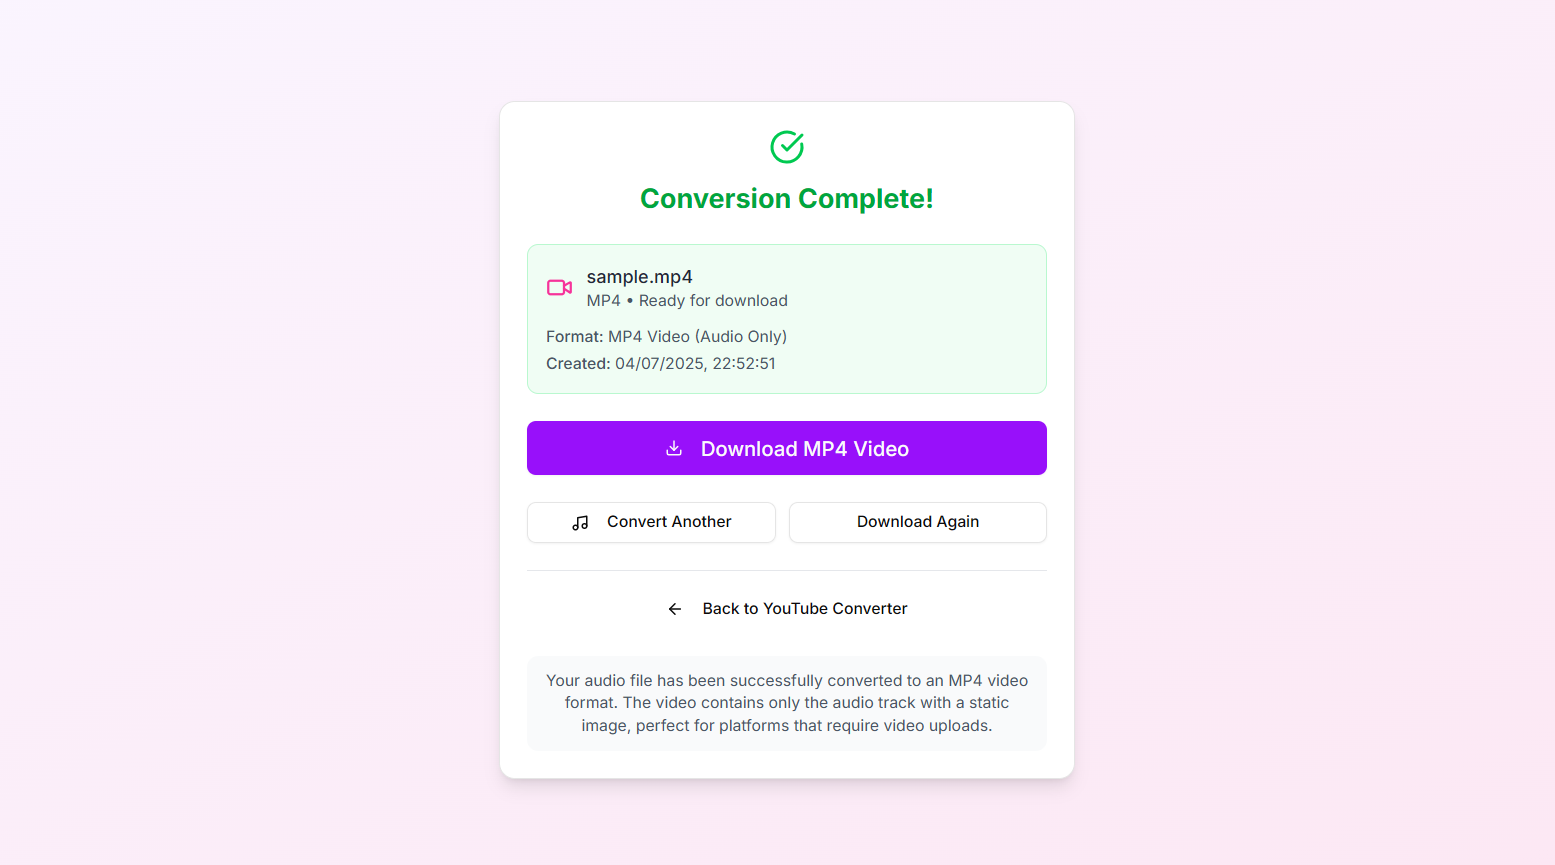 Conversion Complete!
sample.mp4
MP4 • Ready for download
Format: MP4 Video (Audio Only)
Created: 04/07/2025, 22:52:51
Download MP4 Video
Convert Another
Download Again
Back to YouTube Converter
Your audio file has been successfully converted to an MP4 video
format. The video contains only the audio track with a static
image, perfect for platforms that require video uploads.